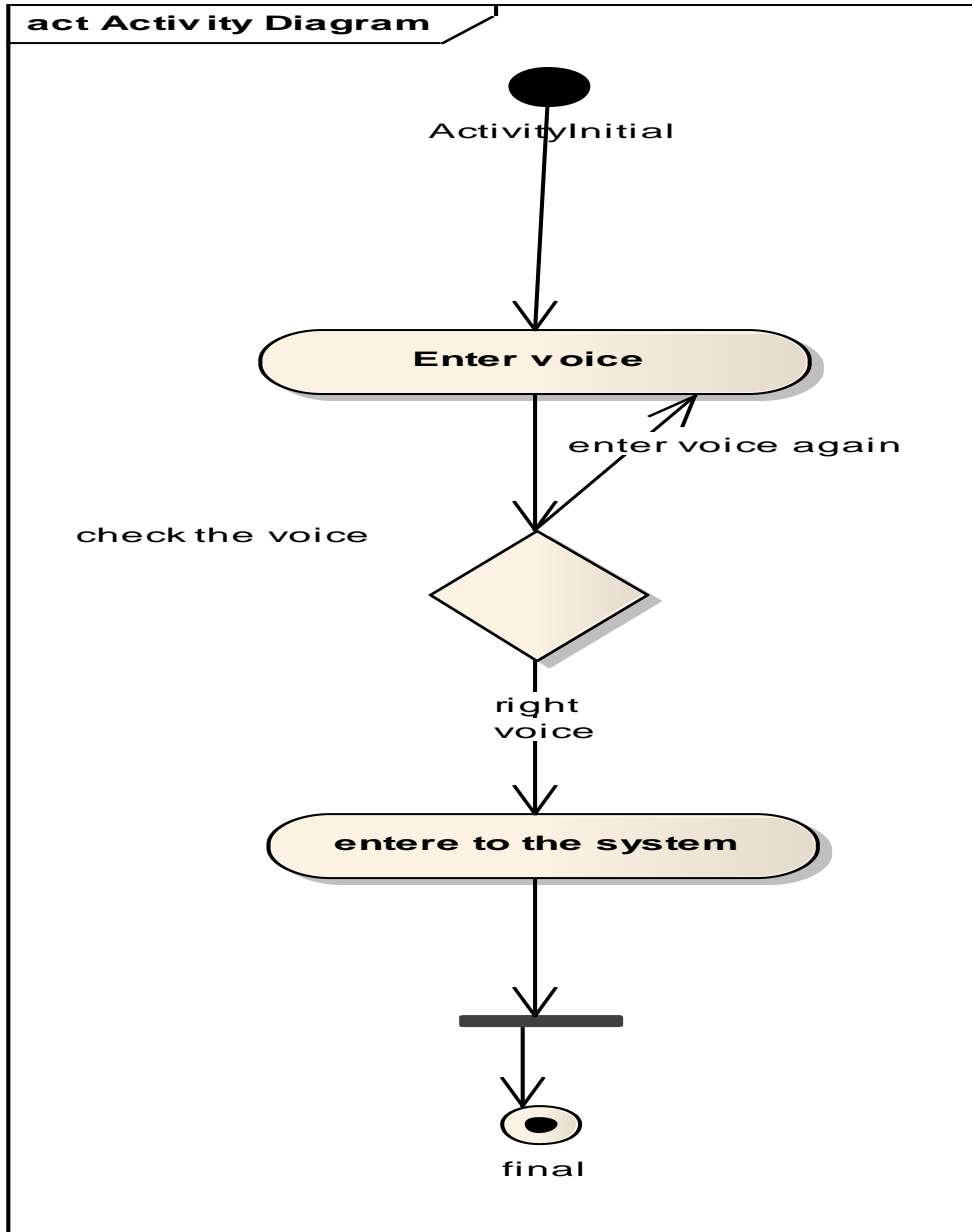 act Activity Diagram
ActivityInitial
Enter voice
enter voice again
check the voice
right
voice
entere to the system
final